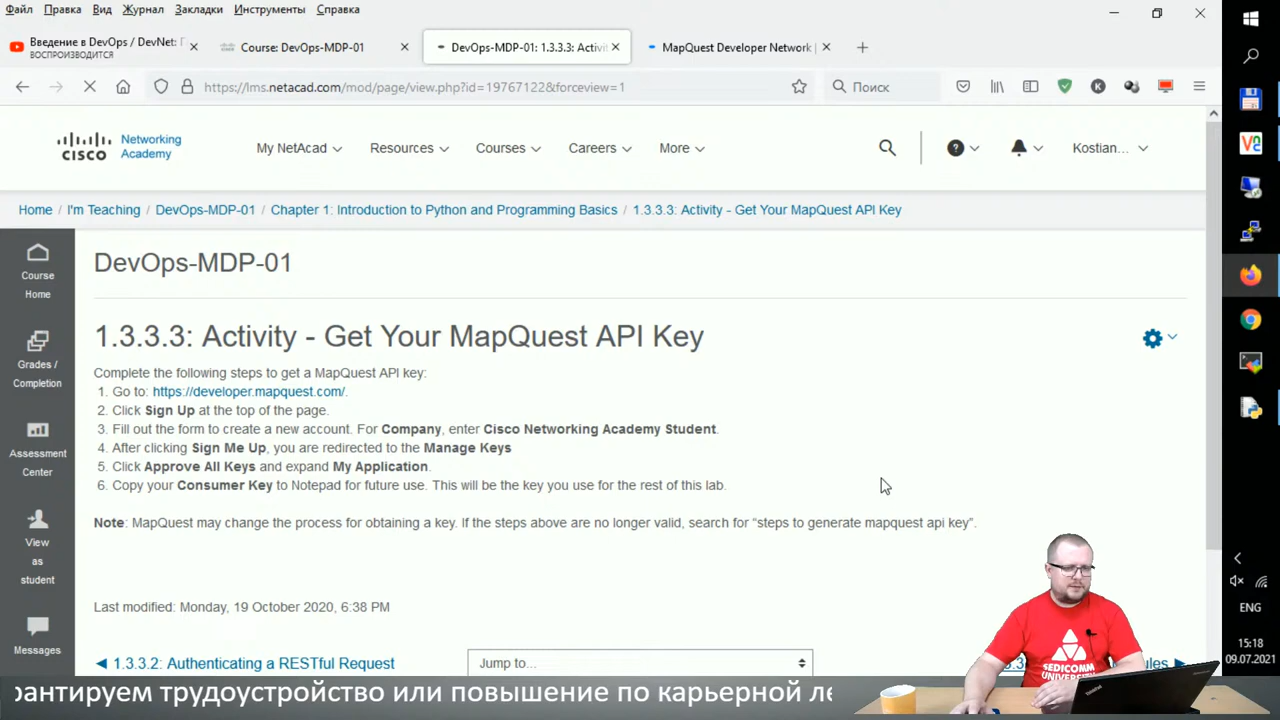 Файл Правка Вид Журнал Закладки Инструменты Справка
Введение в DevOps / DevNet:
ВОСПРОИЗВОДИТСЯ
Course: DevOps-MDP-01
DevOps-MDP-01: 1.3.3.3: Activi
MapQuest Developer Network |
https://lms.netacad.com/mod/page/view.php?id=19767122&forceview=1
Поиск
cisco
Networking
Academy
My NetAcad
Resources
Courses
Careers
More
Kostian...
Home / I'm Teaching / DevOps-MDP-01 / Chapter 1: Introduction to Python and Programming Basics / 1.3.3.3: Activity - Get Your MapQuest API Key
Course
Home
Grades /
Completion
Assessment
Center
View
as
student
Messages
DevOps-MDP-01
1.3.3.3: Activity - Get Your MapQuest API Key
Complete the following steps to get a MapQuest API key:
1. Go to: https://developer.mapquest.com/.
2. Click Sign Up at the top of the page.
3. Fill out the form to create a new account. For Company, enter Cisco Networking Academy Student.
4. After clicking Sign Me Up, you are redirected to the Manage Keys
5. Click Approve All Keys and expand My Application.
6. Copy your Consumer Key to Notepad for future use. This will be the key you use for the rest of this lab.
Note: MapQuest may change the process for obtaining a key. If the steps above are no longer valid, search for “steps to generate mapquest api key”.
Last modified: Monday, 19 October 2020, 6:38 PM
◄ 1.3.3.2: Authenticating a RESTful Request
Jump to...
SEDICOMM
UNIVERSITY
ThinkPad
ENG
15:18
09.07.2021
рантируем трудоустройство или повышение по карьерной ле